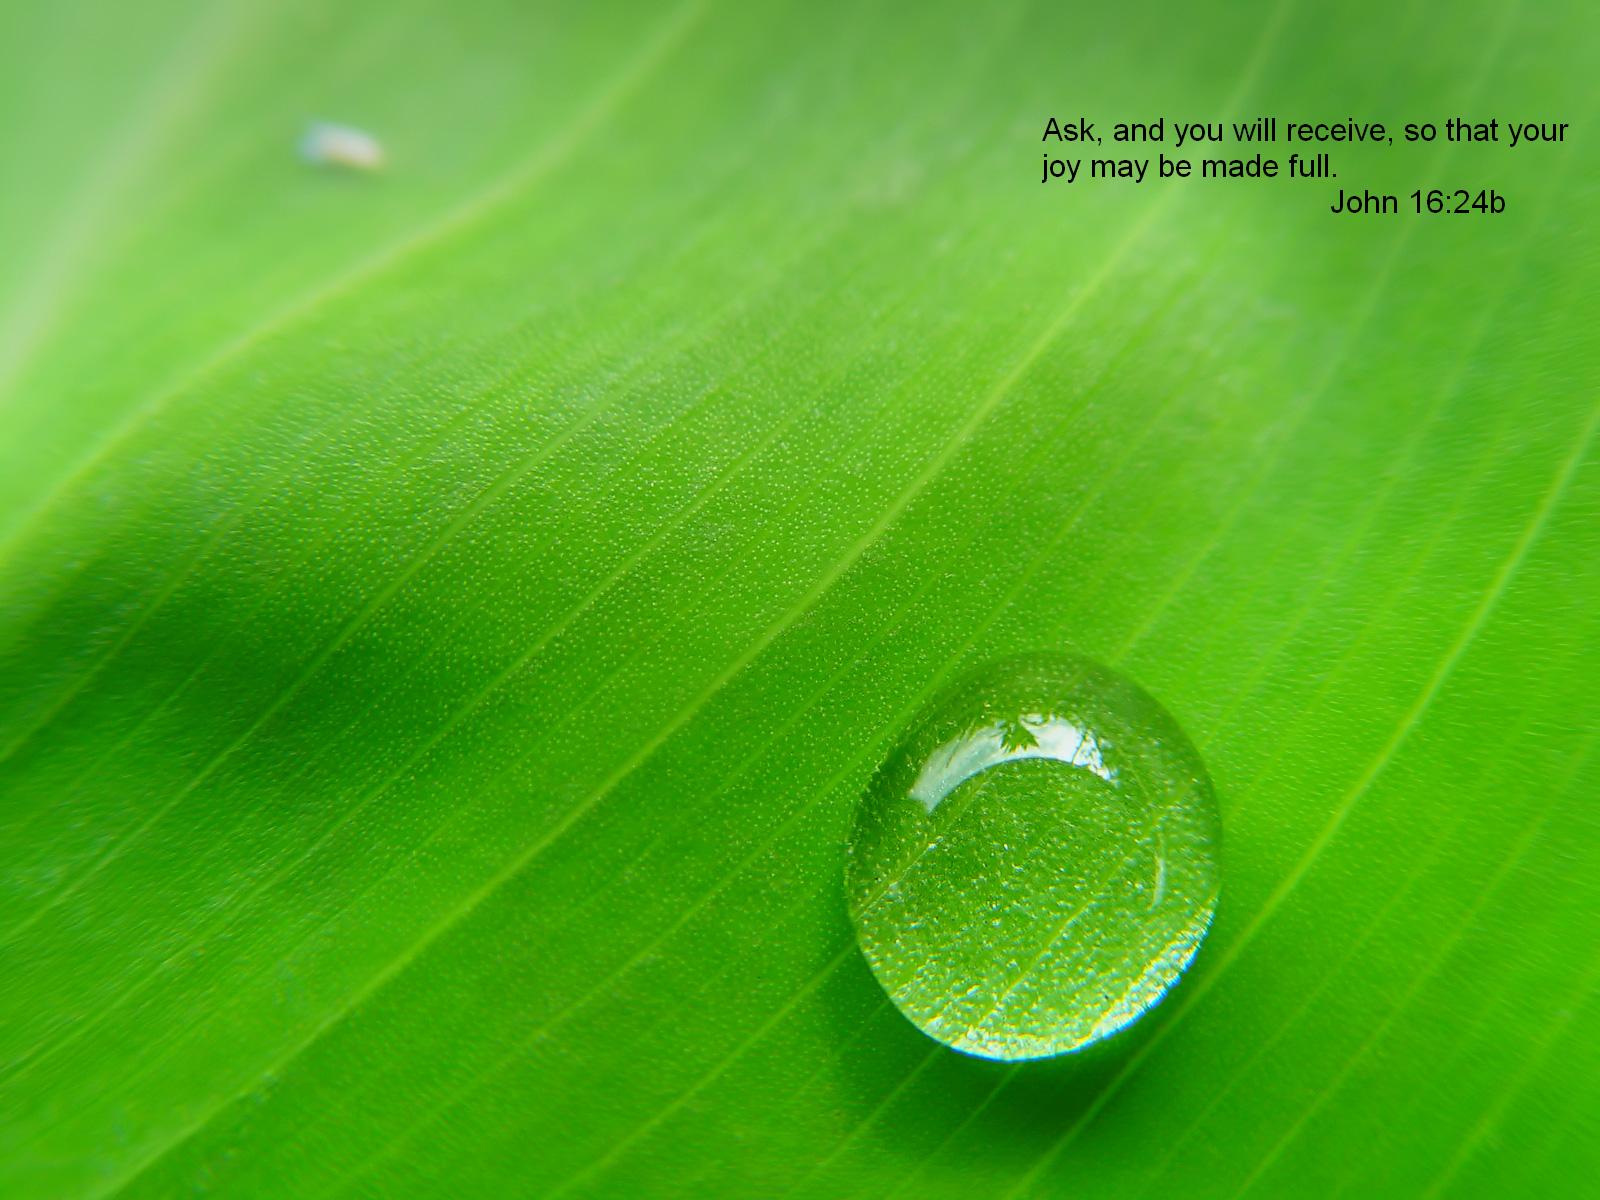 Ask, and you will receive, so that your
joy may be made full.
John 16:24b